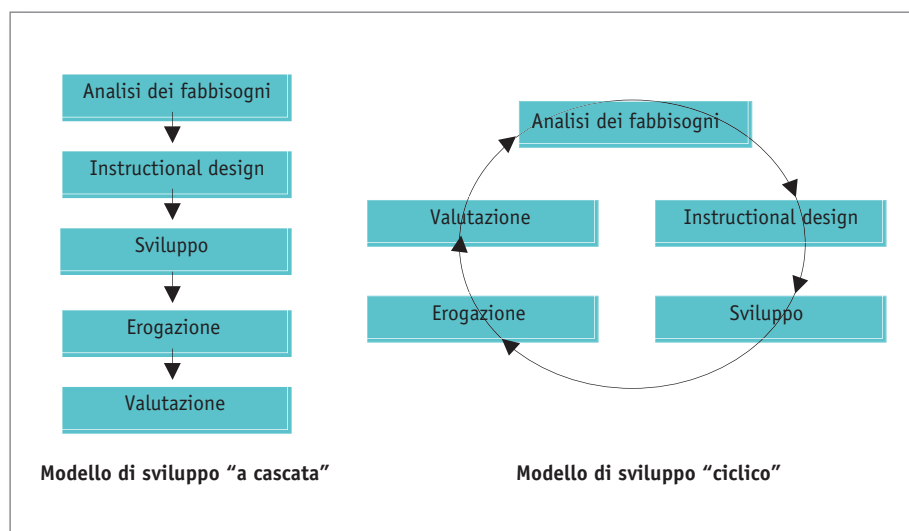 Analisi dei fabbisogni
Instructional design
Sviluppo
Erogazione
Valutazione
Modello di sviluppo “a cascata”
Analisi dei fabbisogni
Valutazione
Instructional design
Erogazione
Sviluppo
Modello di sviluppo “ciclico”